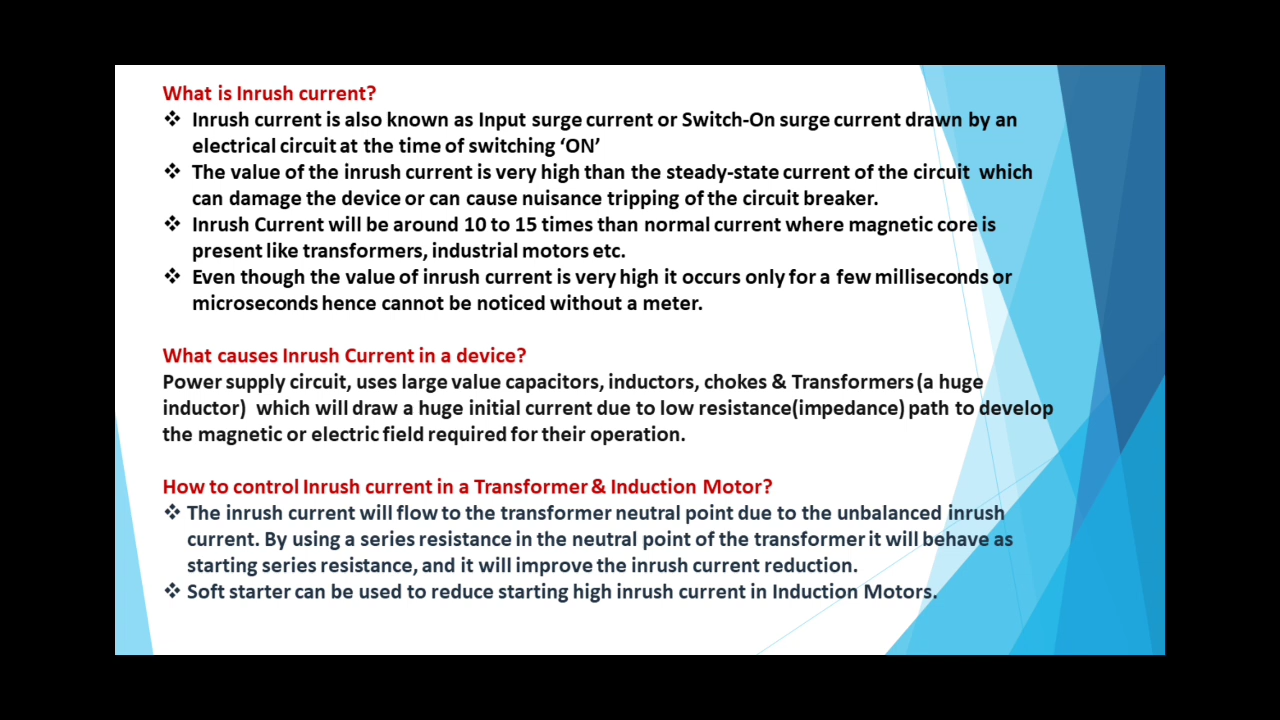 What is Inrush current?
❖ Inrush current is also known as Input surge current or Switch-On surge current drawn by an
electrical circuit at the time of switching ‘ON’
❖ The value of the inrush current is very high than the steady-state current of the circuit which
can damage the device or can cause nuisance tripping of the circuit breaker.
❖ Inrush Current will be around 10 to 15 times than normal current where magnetic core is
present like transformers, industrial motors etc.
❖ Even though the value of inrush current is very high it occurs only for a few milliseconds or
microseconds hence cannot be noticed without a meter.
What causes Inrush Current in a device?
Power supply circuit, uses large value capacitors, inductors, chokes & Transformers (a huge
inductor) which will draw a huge initial current due to low resistance(impedance) path to develop
the magnetic or electric field required for their operation.
How to control Inrush current in a Transformer & Induction Motor?
❖ The inrush current will flow to the transformer neutral point due to the unbalanced inrush
current. By using a series resistance in the neutral point of the transformer it will behave as
starting series resistance, and it will improve the inrush current reduction.
❖ Soft starter can be used to reduce starting high inrush current in Induction Motors.